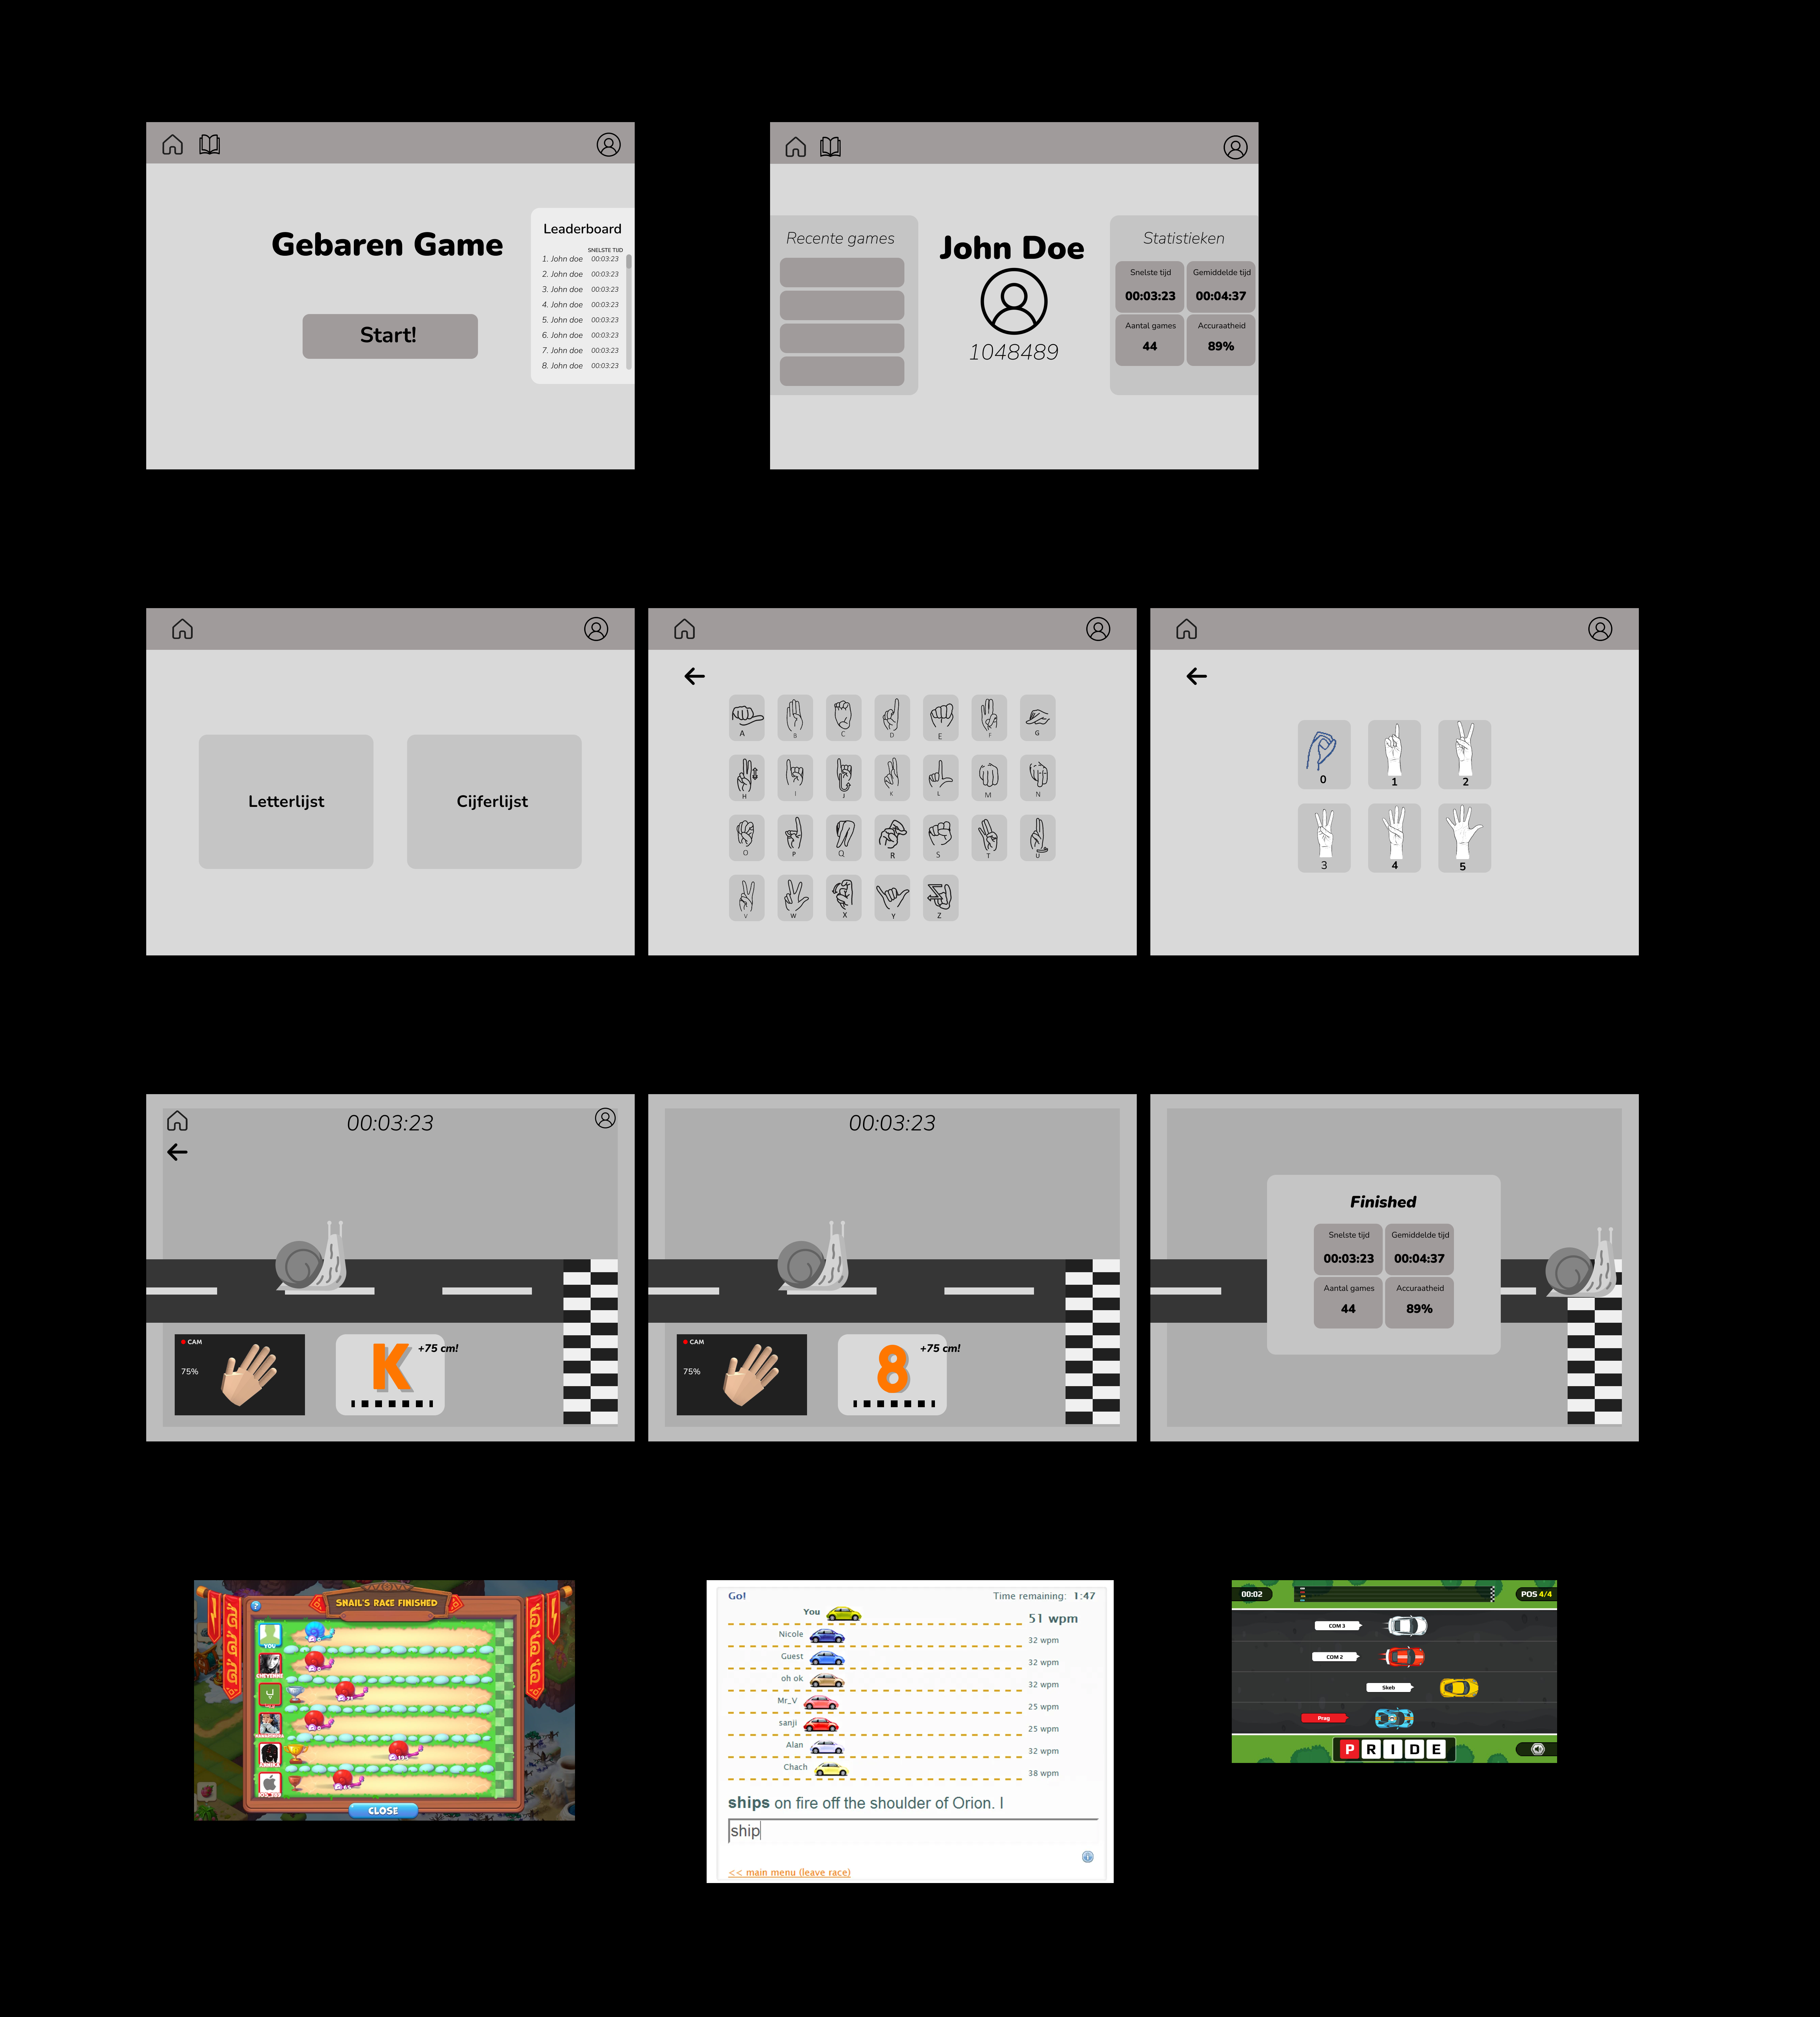 Gebaren Game
Start!
Leaderboard
SNELSTE TIJD
1. John doe 00:03:23
2. John doe 00:03:23
3. John doe 00:03:23
4. John doe 00:03:23
5. John doe 00:03:23
6. John doe 00:03:23
7. John doe 00:03:23
8. John doe 00:03:23
Recente games
John Doe
1048489
Statistieken
Snelste tijd Gemiddelde tijd
00:03:23 00:04:37
Aantal games Accuraatheid
44 89%
Letterlijst Cijferlijst
A B C D E F G
H I J K L M N
O P Q R S T U
V W X Y Z
0 1 2
3 4 5
00:03:23
CAM
75%
K
+75 cm!
00:03:23
CAM
75%
8
+75 cm!
Finished
Snelste tijd Gemiddelde tijd
00:03:23 00:04:37
Aantal games Accuraatheid
44 89%
SNAIL'S RACE FINISHED
?
YOU
CHEYENNE
CLOSE
Go! Time remaining: 1:47
You 51 wpm
Nicole 32 wpm
Guest 32 wpm
oh ok 32 wpm
Mr_V 25 wpm
sanji 25 wpm
Alan 32 wpm
Chach 38 wpm
ships on fire off the shoulder of Orion. I
ship
<< main menu (leave race)
00:02 POS 4/4
COM 3
COM 2
Skeb
Prag
PRIDE